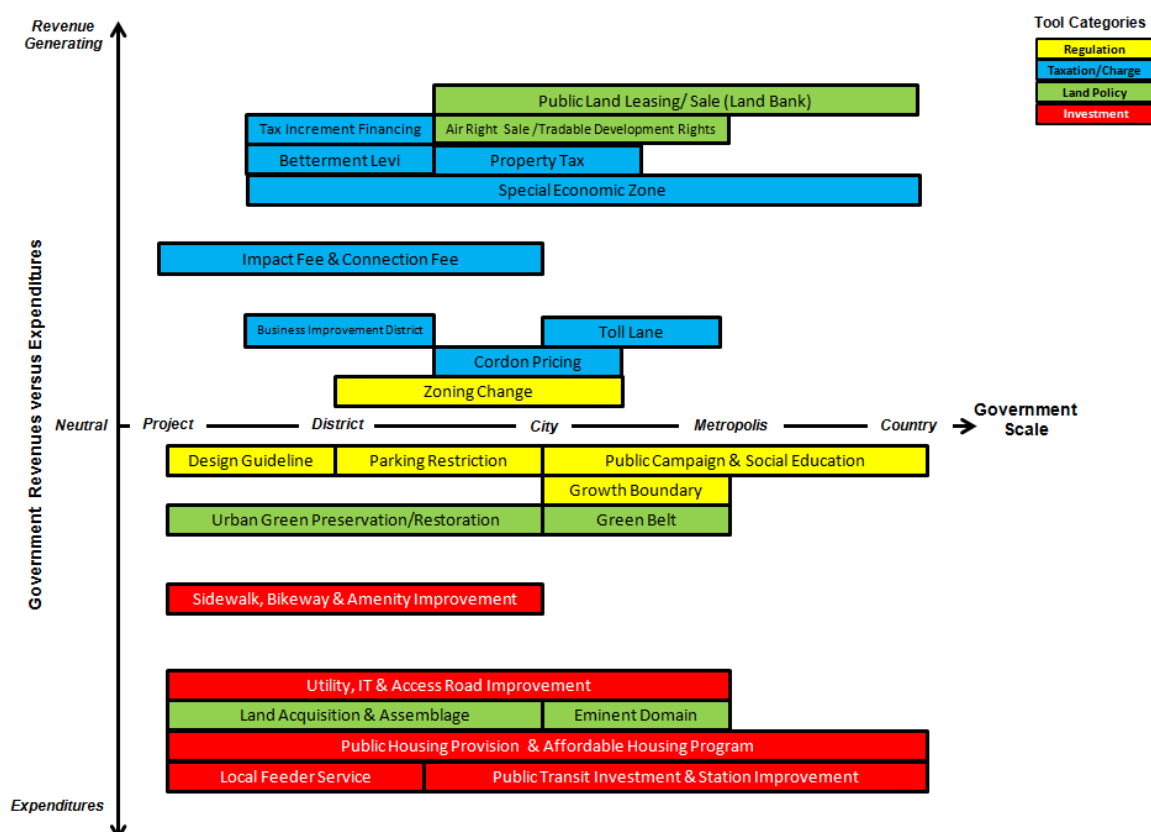 Revenue
Generating
Tool Categories
Regulation
Taxation/Charge
Land Policy
Investment
Public Land Leasing/ Sale (Land Bank)
Tax Increment Financing
Air Right Sale /Tradable Development Rights
Betterment Levi
Property Tax
Special Economic Zone
Impact Fee & Connection Fee
Business Improvement District
Toll Lane
Cordon Pricing
Zoning Change
Government Revenues versus Expenditures
Neutral
Project
District
City
Metropolis
Country
Government
Scale
Design Guideline
Parking Restriction
Public Campaign & Social Education
Growth Boundary
Urban Green Preservation/Restoration
Green Belt
Sidewalk, Bikeway & Amenity Improvement
Utility, IT & Access Road Improvement
Land Acquisition & Assemblage
Eminent Domain
Public Housing Provision & Affordable Housing Program
Local Feeder Service
Public Transit Investment & Station Improvement
Expenditures